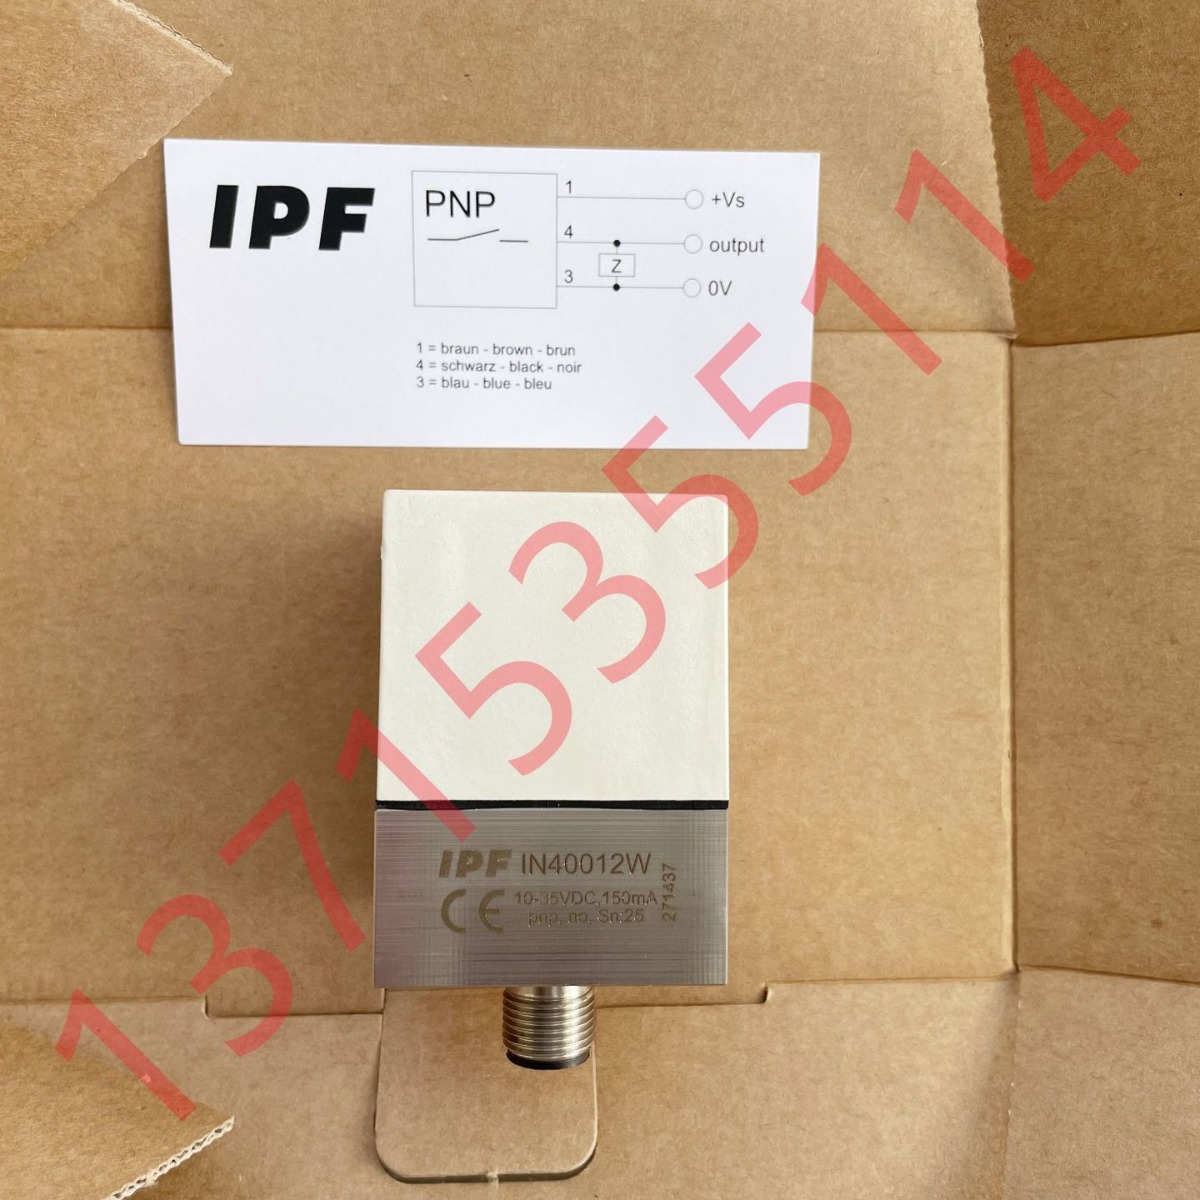 IPF
PNP
1
+Vs
4
output
Z
3
0V
1 = braun - brown - brun
4 = schwarz - black - noir
3 = blau - blue - bleu
IPF IN40012W
CE 10-35VDC,150mA
pnp, no, Sn:25
271437
13715355114